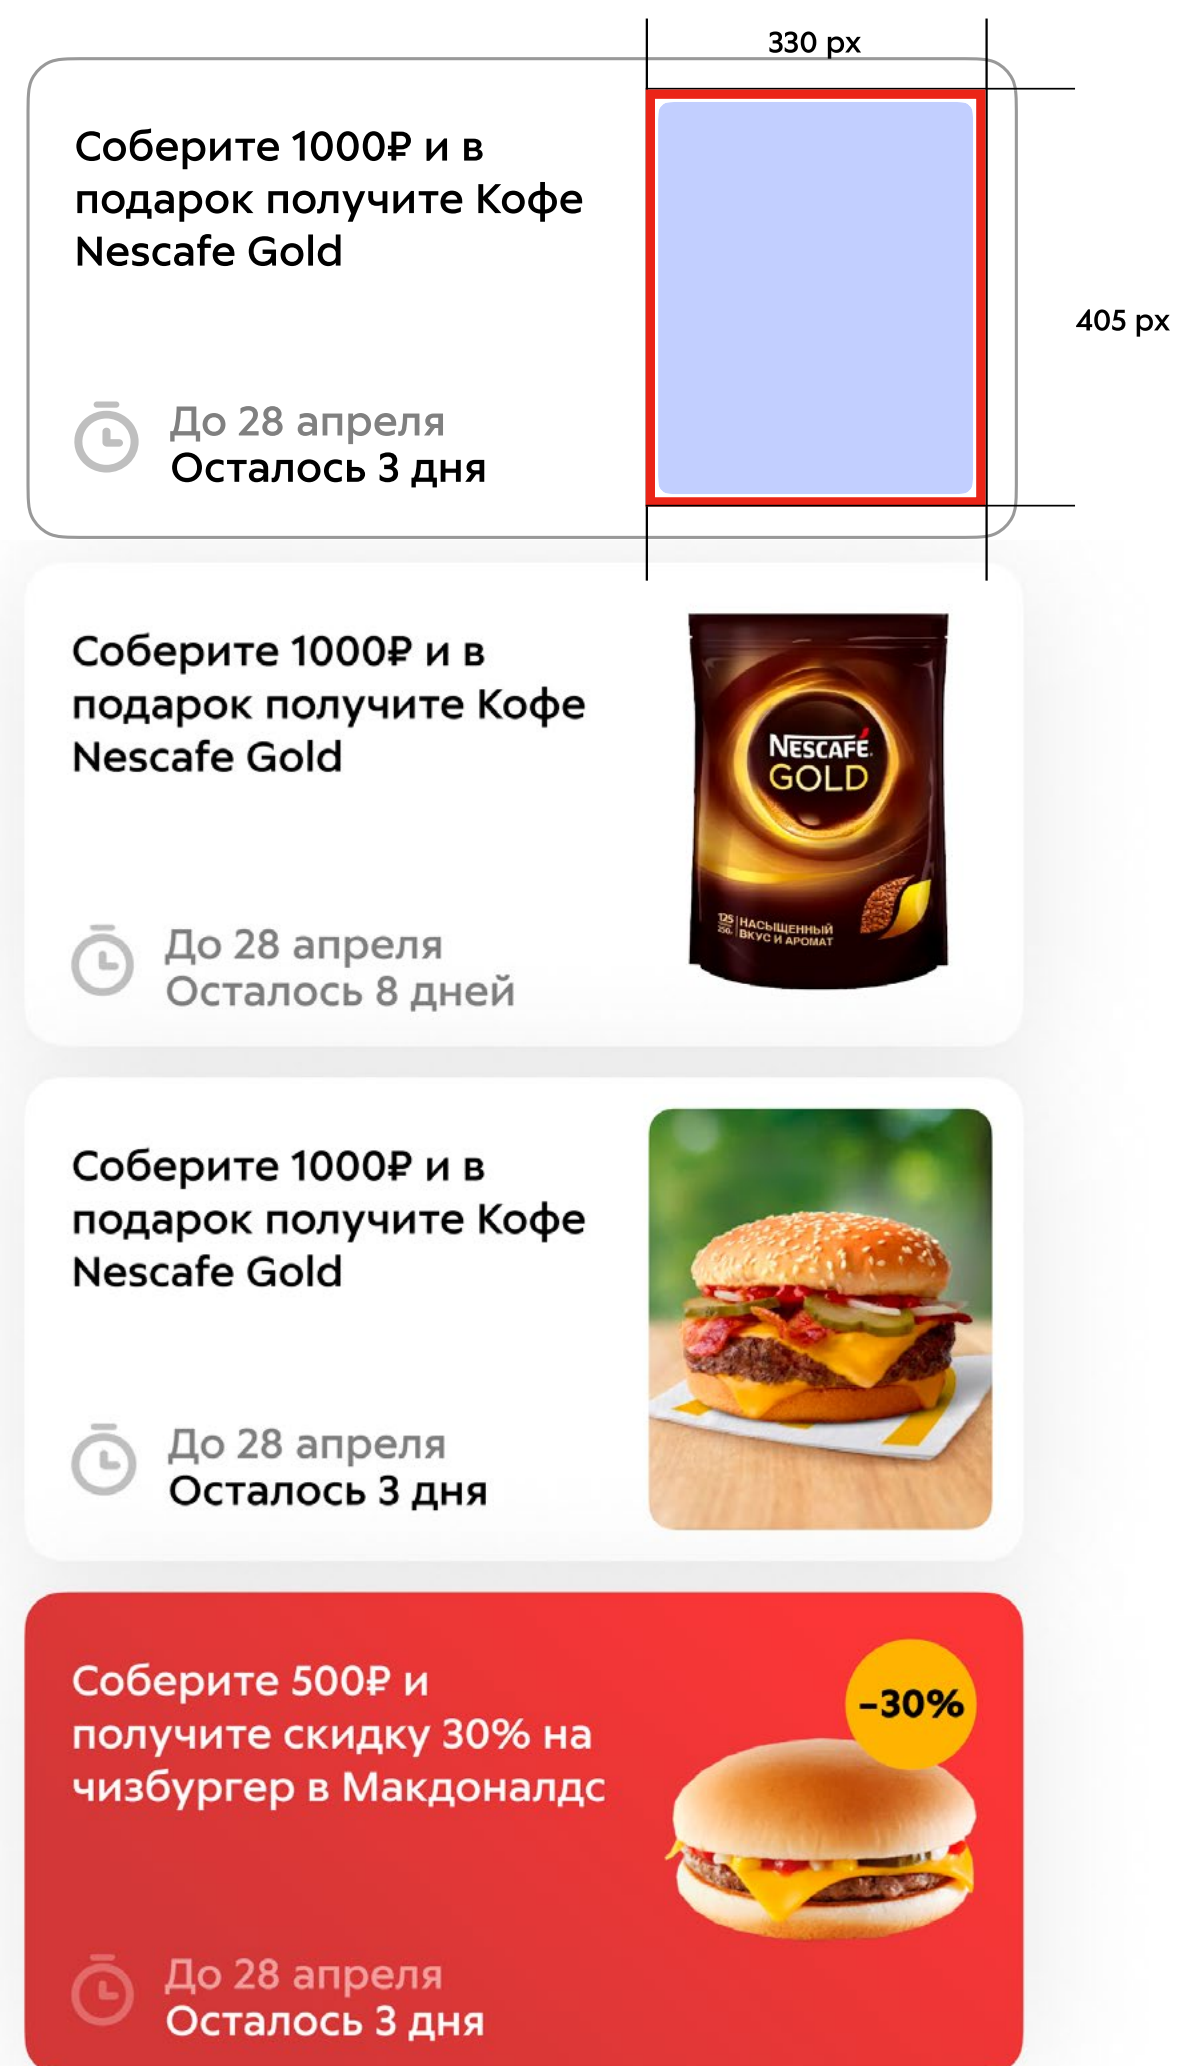 330 px
Соберите 1000₽ и в
подарок получите Кофе
Nescafe Gold
405 px
До 28 апреля
Осталось 3 дня
Соберите 1000₽ и в
подарок получите Кофе
Nescafe Gold
NESCAFÉ.
GOLD
НАСЫЩЕННЫЙ
ВКУС И АРОМАТ
До 28 апреля
Осталось 8 дней
Соберите 1000₽ и в
подарок получите Кофе
Nescafe Gold
До 28 апреля
Осталось 3 дня
Соберите 500₽ и
получите скидку 30% на
чизбургер в Макдоналдс
–30%
До 28 апреля
Осталось 3 дня